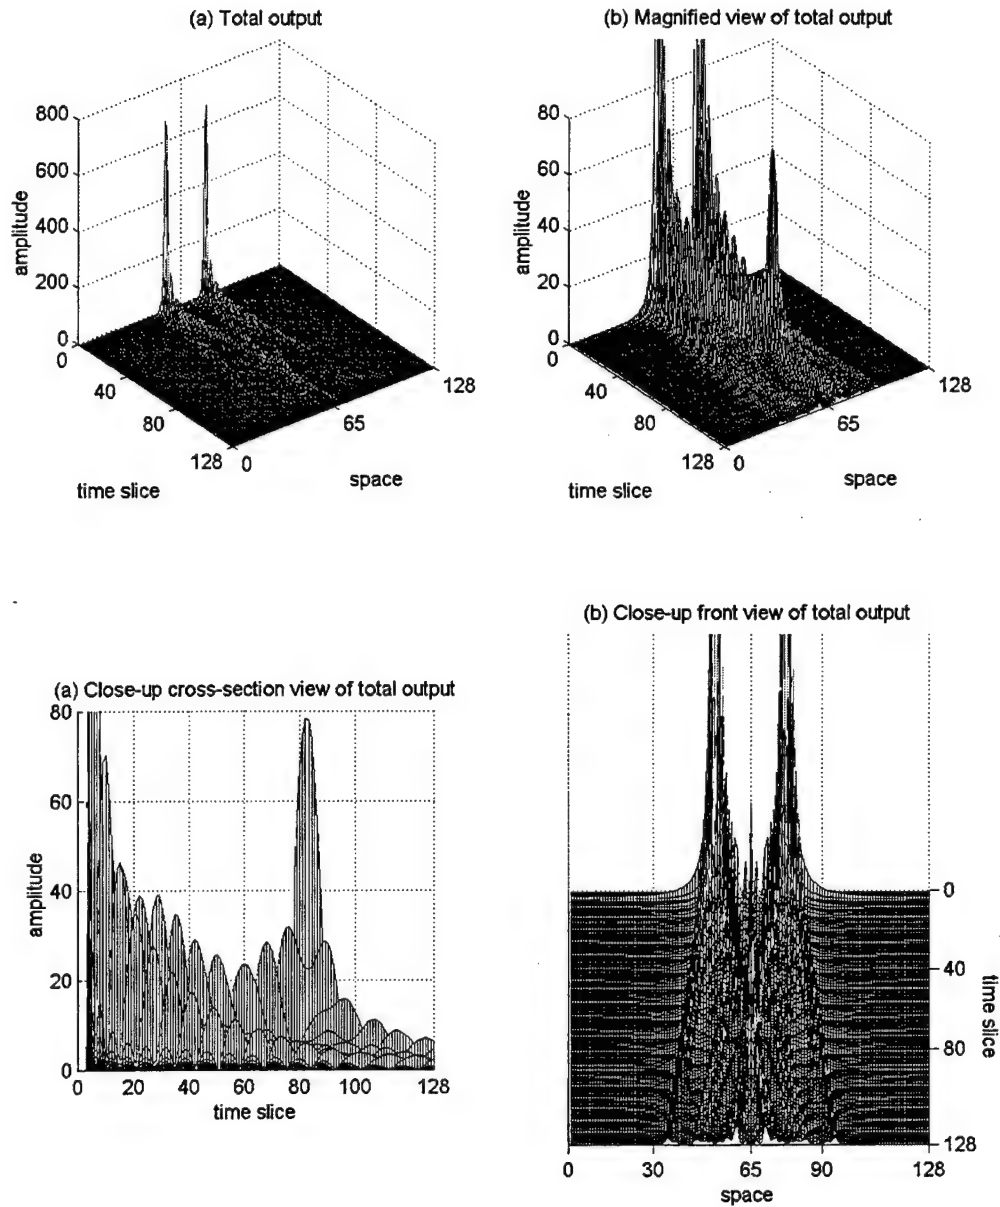 (a) Total output
800
600
400
200
0
amplitude
0
40
80
128
time slice
0
65
128
space
(b) Magnified view of total output
80
60
40
20
0
amplitude
0
40
80
128
time slice
0
65
128
space
(a) Close-up cross-section view of total output
80
60
40
20
0
amplitude
0 20 40 60 80 100 128
time slice
(b) Close-up front view of total output
0
40
80
128
time slice
0 30 65 90 128
space